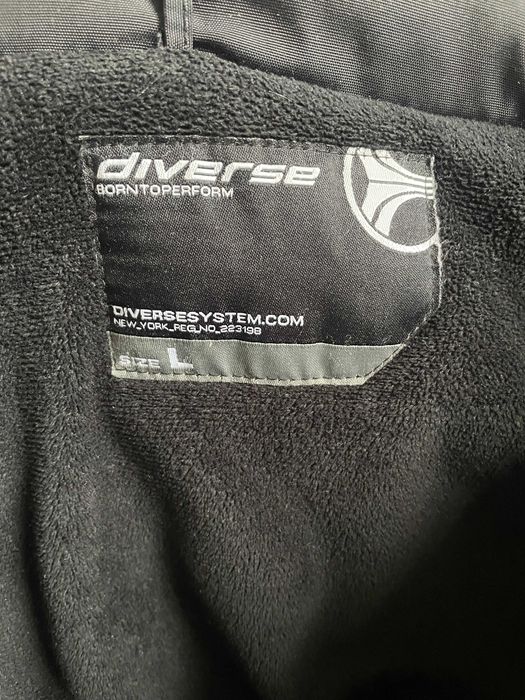 diverse
BORNTOPERFORM
DIVERSESYSTEM.COM
NEW_YORK_REG_NO_223198
SIZE L